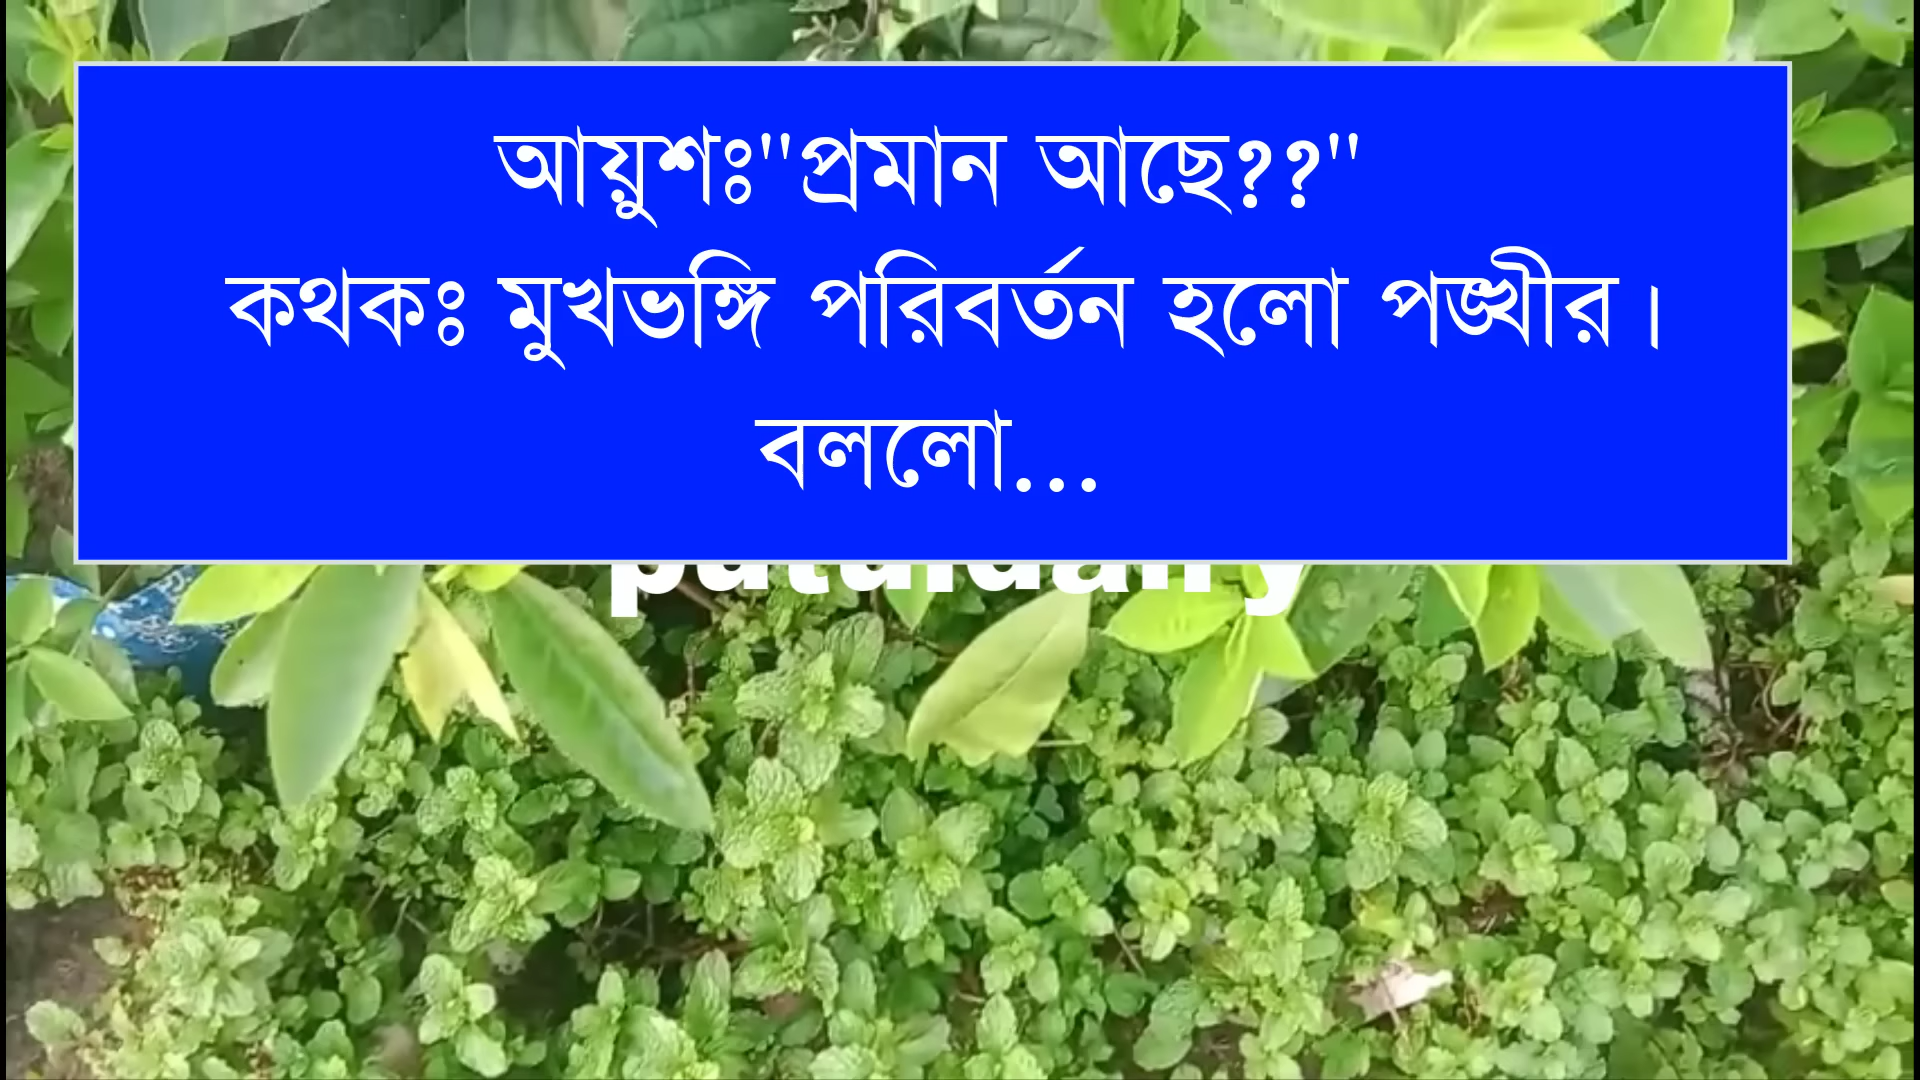 আয়ুশঃ"প্রমান আছে??"
কথকঃ মুখভঙ্গি পরিবর্তন হলো পঙ্খীর।
বললো...